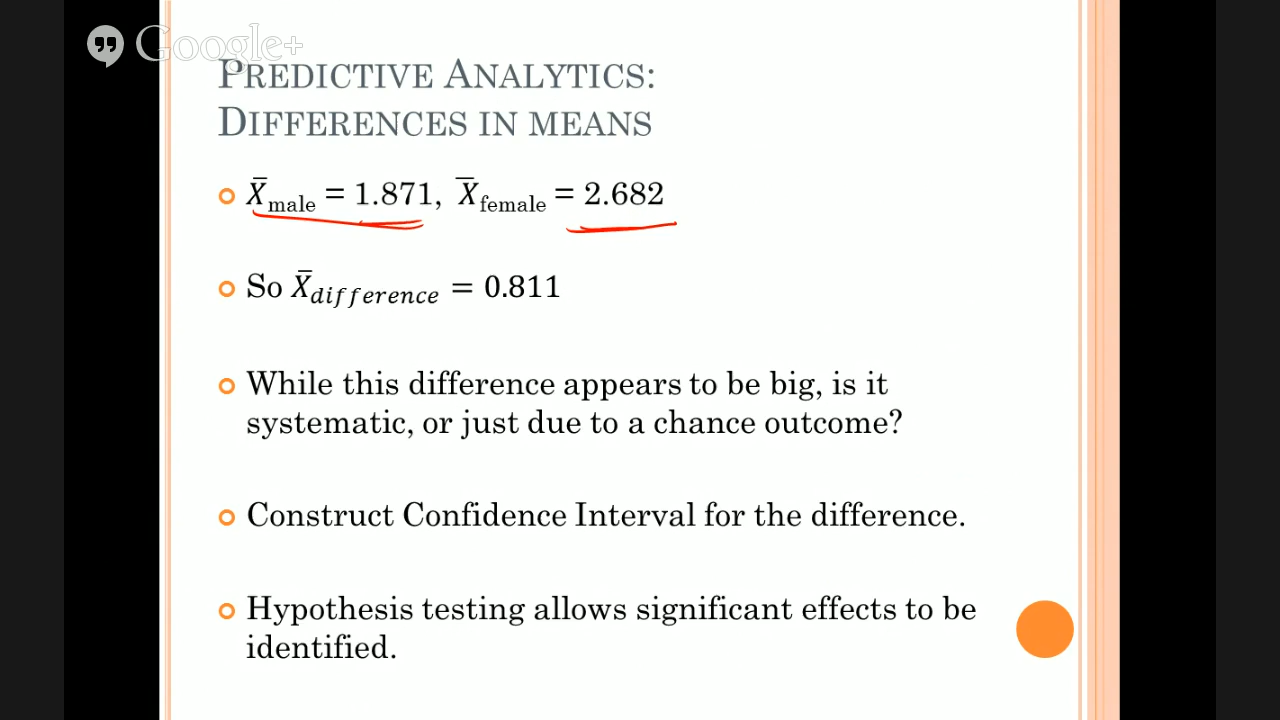 Google+
PREDICTIVE ANALYTICS:
DIFFERENCES IN MEANS
X̄male = 1.871, X̄female = 2.682
So X̄difference = 0.811
While this difference appears to be big, is it
systematic, or just due to a chance outcome?
Construct Confidence Interval for the difference.
Hypothesis testing allows significant effects to be
identified.